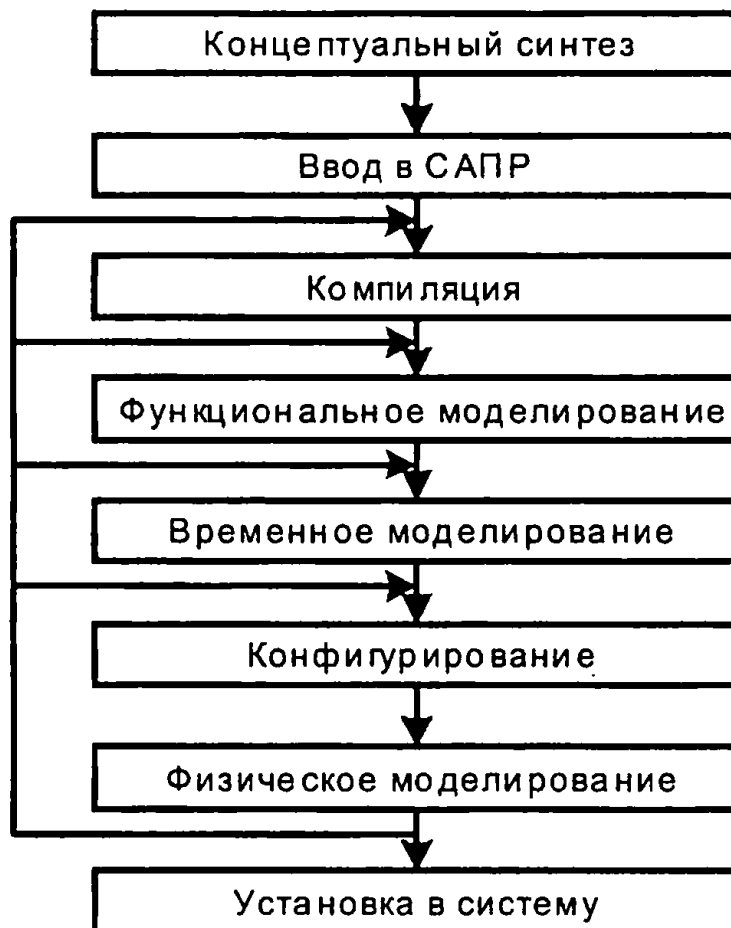 Концептуальный синтез
Ввод в САПР
Компиляция
Функциональное моделирование
Временное моделирование
Конфигурирование
Физическое моделирование
Установка в систему